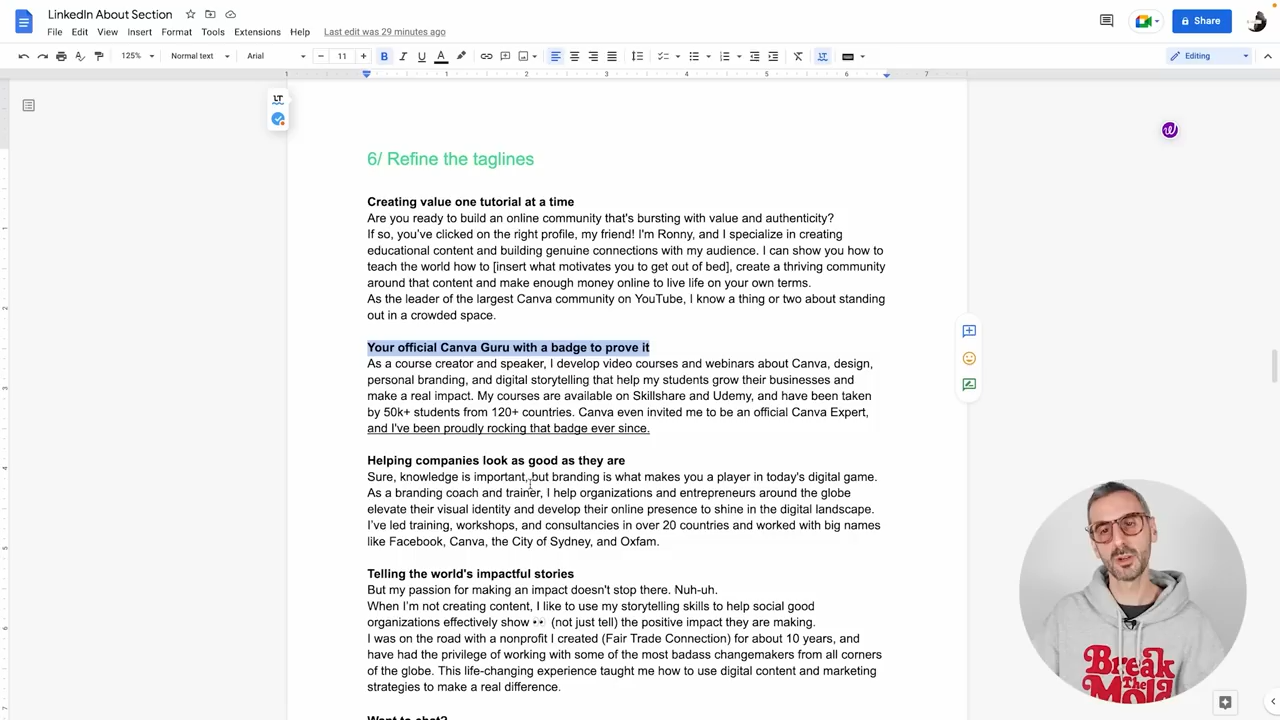 LinkedIn About Section
File Edit View Insert Format Tools Extensions Help Last edit was 29 minutes ago
Share
125% Normal text Arial 11 B I U A Editing
1 1 2 3 4 5 6 7
LT
6/ Refine the taglines
Creating value one tutorial at a time
Are you ready to build an online community that's bursting with value and authenticity?
If so, you've clicked on the right profile, my friend! I'm Ronny, and I specialize in creating
educational content and building genuine connections with my audience. I can show you how to
teach the world how to [insert what motivates you to get out of bed], create a thriving community
around that content and make enough money online to live life on your own terms.
As the leader of the largest Canva community on YouTube, I know a thing or two about standing
out in a crowded space.
Your official Canva Guru with a badge to prove it
As a course creator and speaker, I develop video courses and webinars about Canva, design,
personal branding, and digital storytelling that help my students grow their businesses and
make a real impact. My courses are available on Skillshare and Udemy, and have been taken
by 50k+ students from 120+ countries. Canva even invited me to be an official Canva Expert,
and I've been proudly rocking that badge ever since.
Helping companies look as good as they are
Sure, knowledge is important, but branding is what makes you a player in today's digital game.
As a branding coach and trainer, I help organizations and entrepreneurs around the globe
elevate their visual identity and develop their online presence to shine in the digital landscape.
I've led training, workshops, and consultancies in over 20 countries and worked with big names
like Facebook, Canva, the City of Sydney, and Oxfam.
Telling the world's impactful stories
But my passion for making an impact doesn't stop there. Nuh-uh.
When I'm not creating content, I like to use my storytelling skills to help social good
organizations effectively show 👀 (not just tell) the positive impact they are making.
I was on the road with a nonprofit I created (Fair Trade Connection) for about 10 years, and
have had the privilege of working with some of the most badass changemakers from all corners
of the globe. This life-changing experience taught me how to use digital content and marketing
strategies to make a real difference.
Want to chat?
Break
The Mold